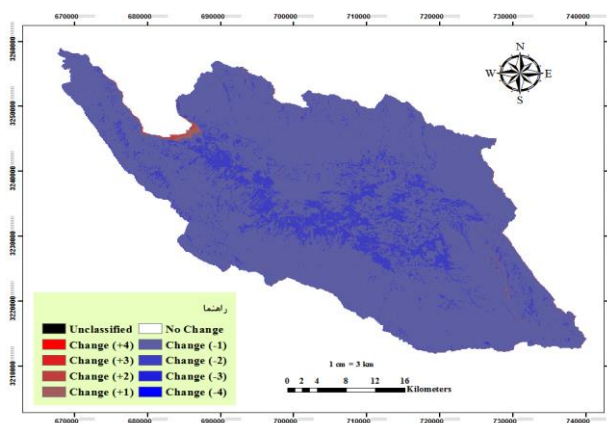 670000 680000 690000 700000 710000 720000 730000 740000
3260000
3250000
3240000
3230000
3220000
3210000
N
W E
S
راهنما
Unclassified No Change
Change (+4) Change (-1)
Change (+3) Change (-2)
Change (+2) Change (-3)
Change (+1) Change (-4)
1 cm = 3 km
0 2 4 8 12 16
Kilometers
670000 680000 690000 700000 710000 720000 730000 740000